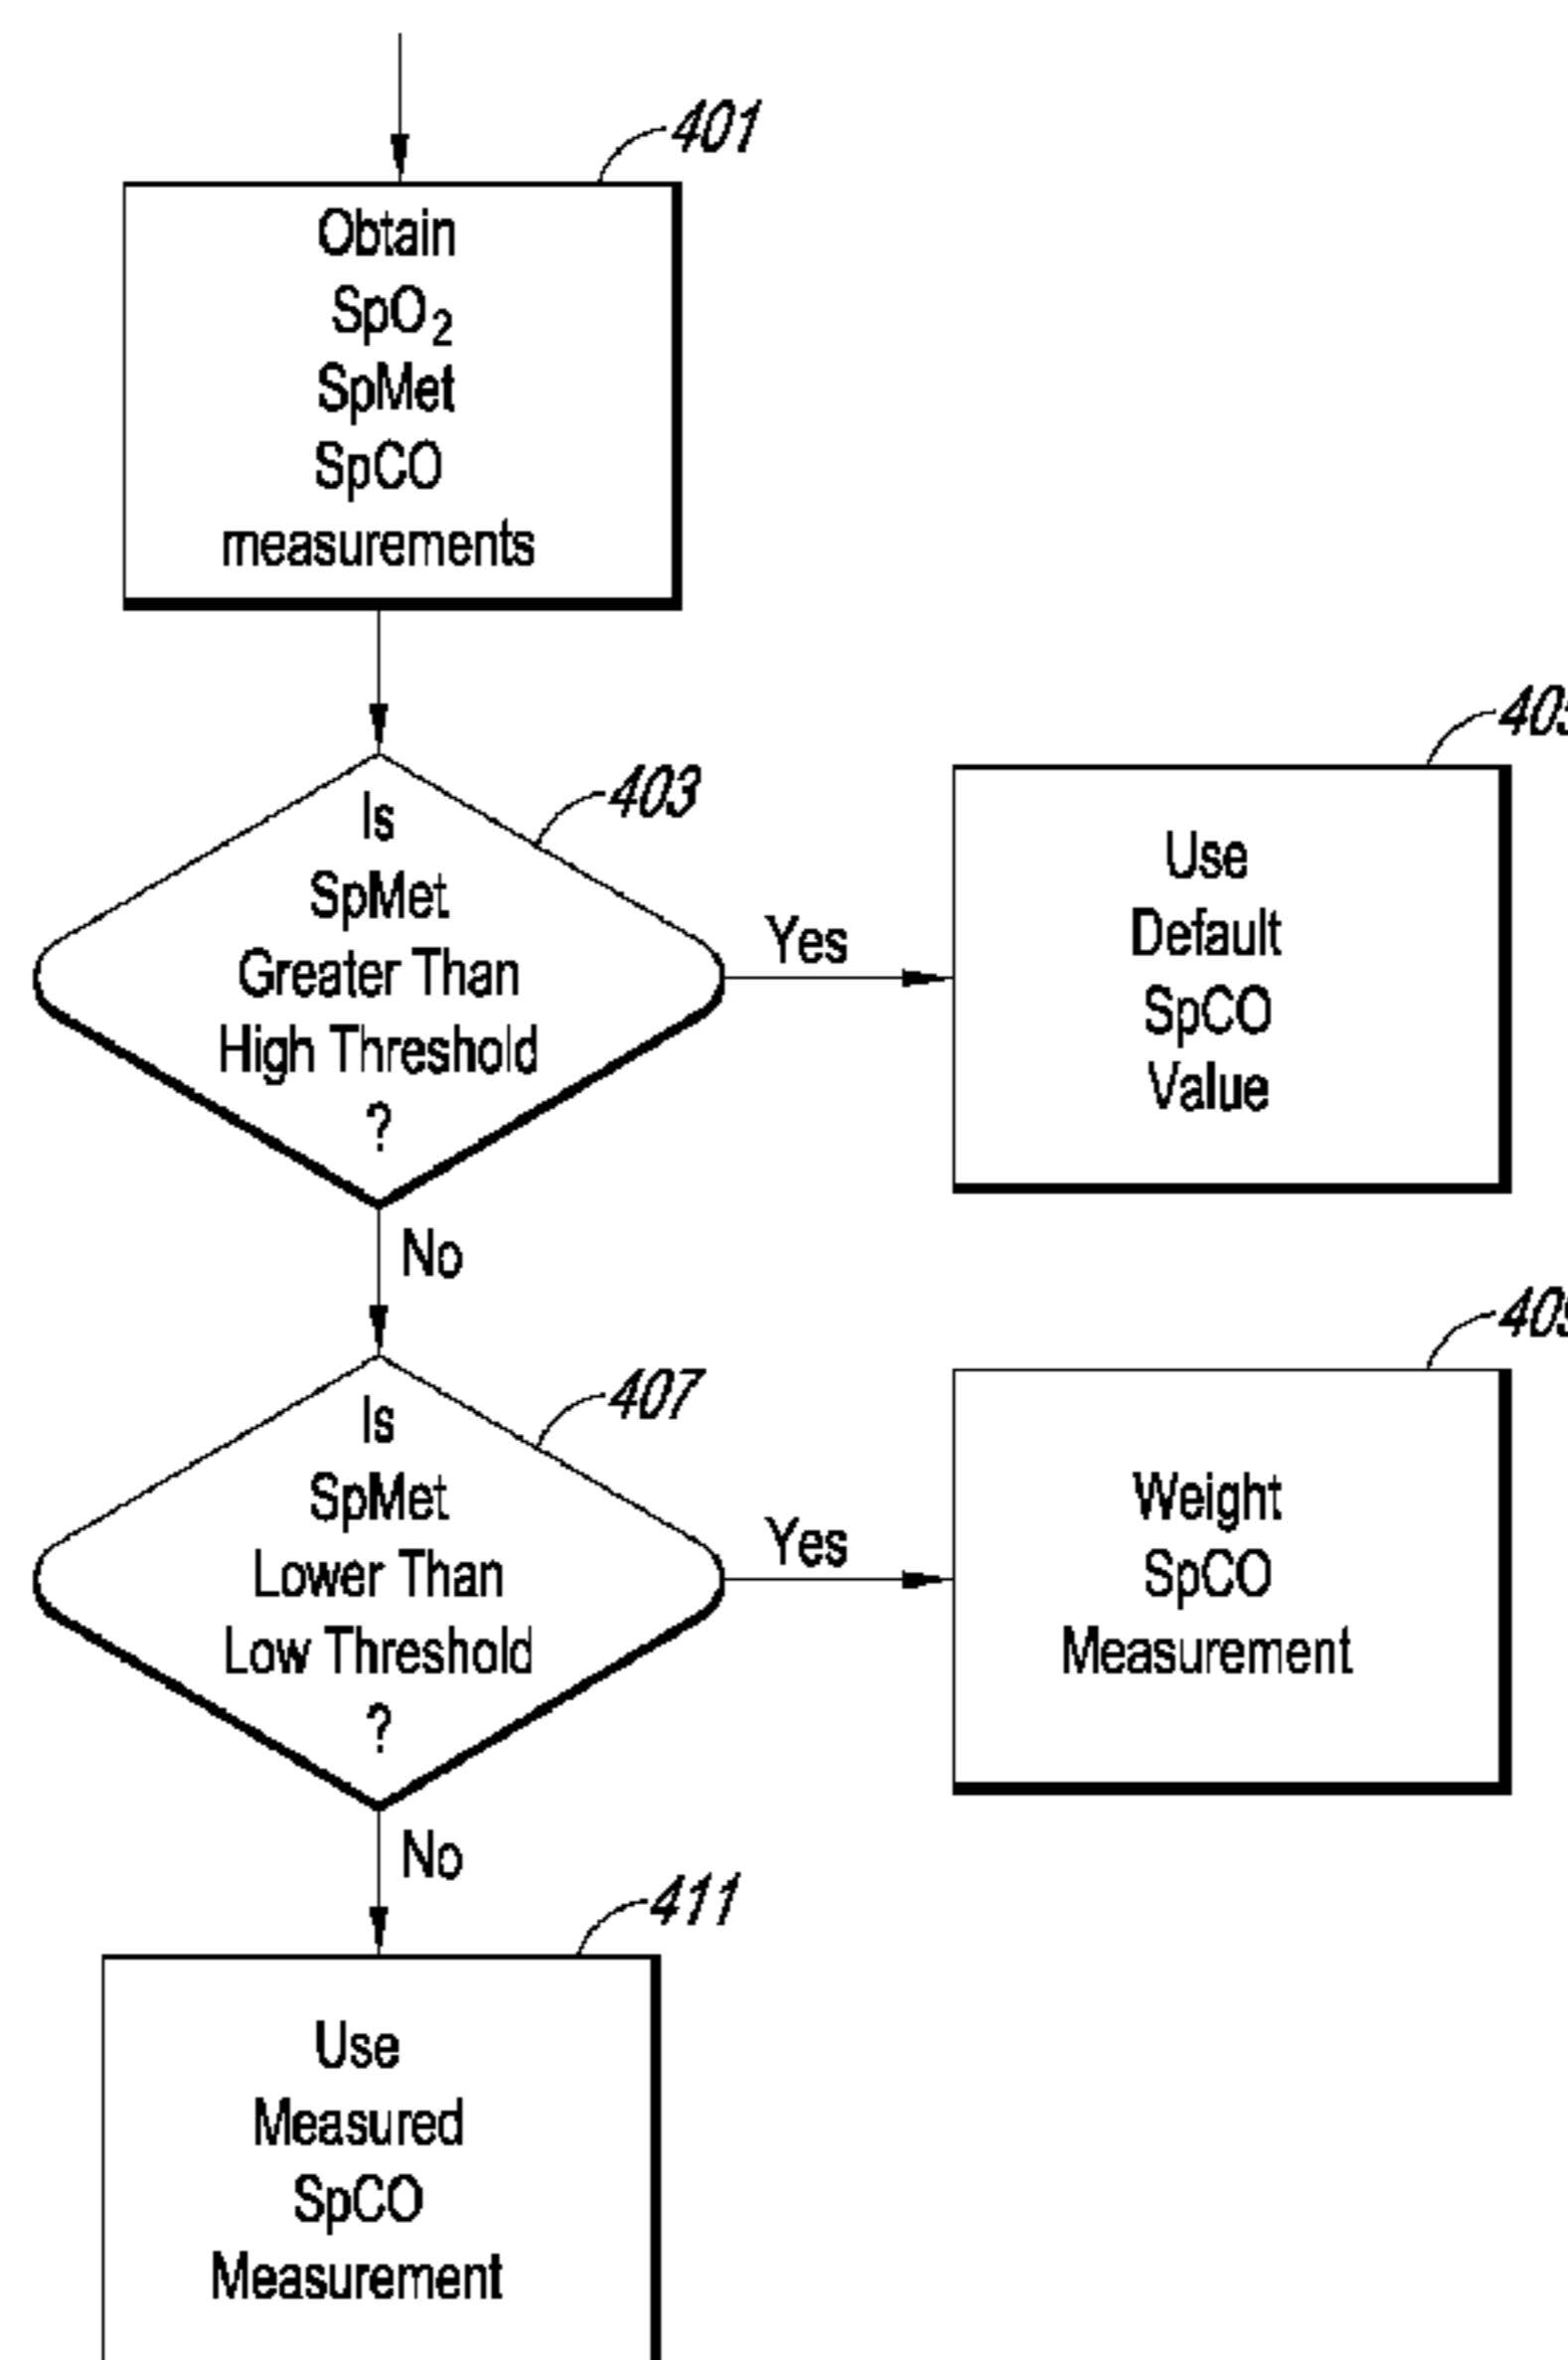 401
Obtain
SpO₂
SpMet
SpCO
measurements
403
Is
SpMet
Greater Than
High Threshold
?
Yes
Use
Default
SpCO
Value
No
407
Is
SpMet
Lower Than
Low Threshold
?
Yes
Weight
SpCO
Measurement
No
411
Use
Measured
SpCO
Measurement